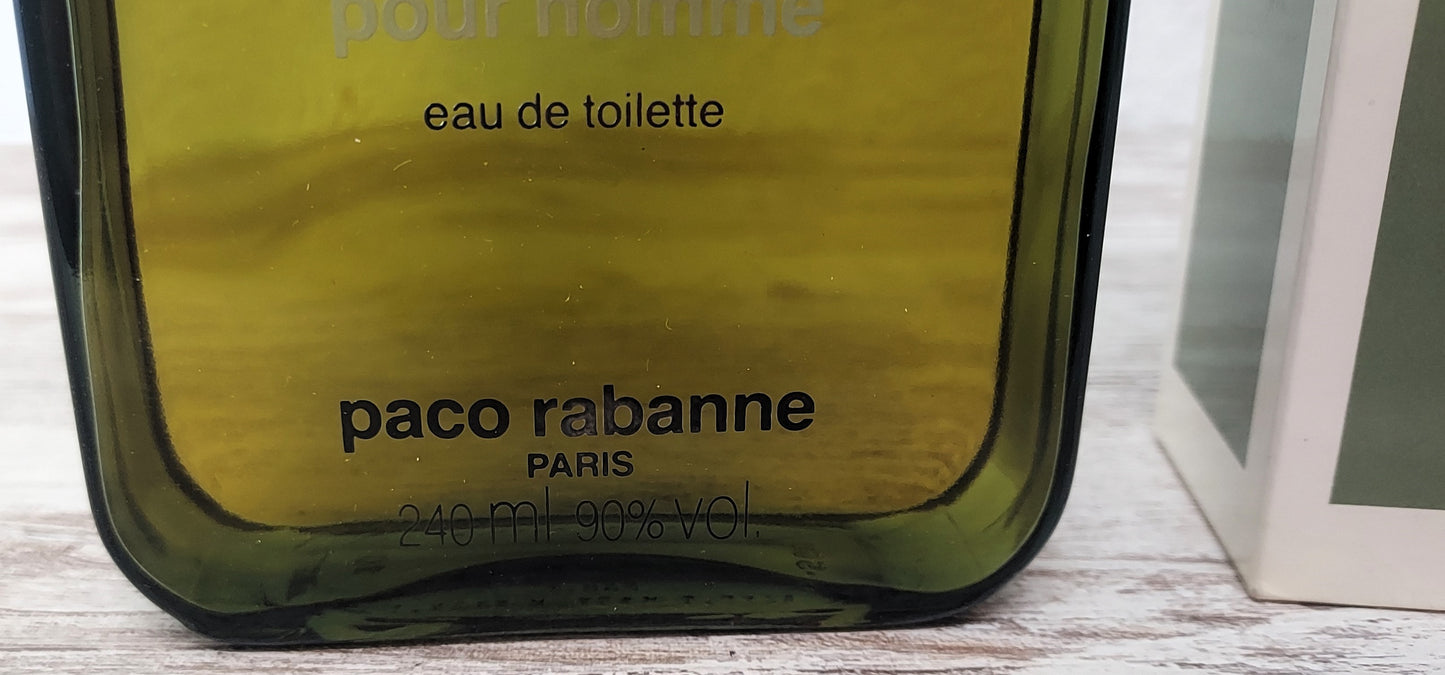 pour homme
eau de toilette
paco rabanne
PARIS
240 ml 90% vol.